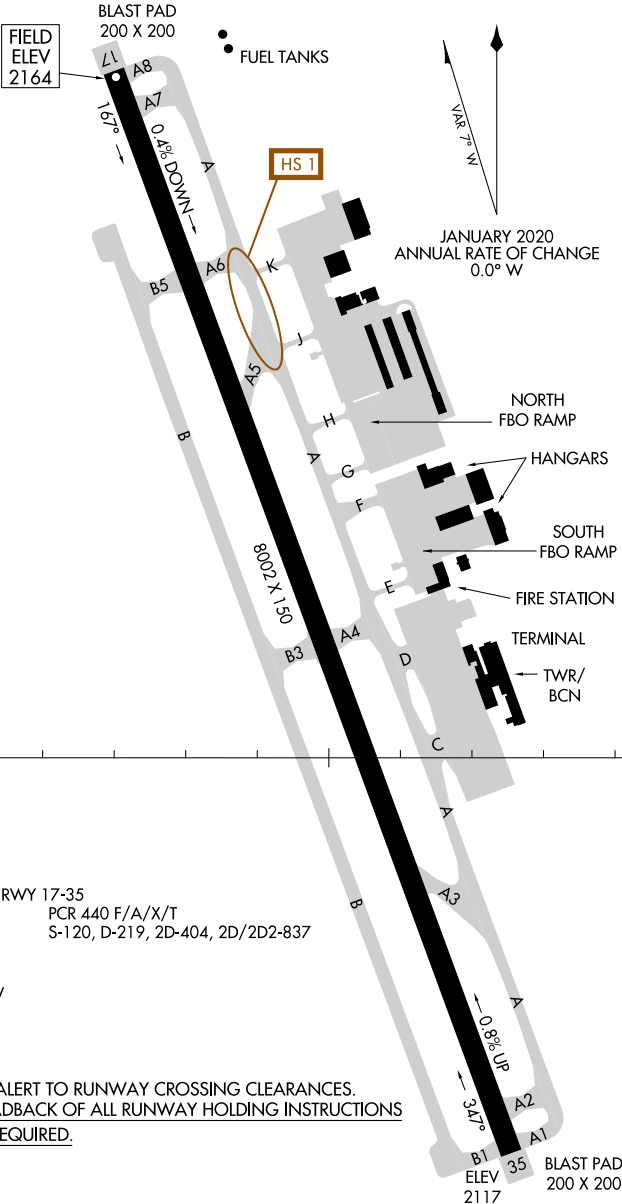 BLAST PAD
200 X 200
FIELD
ELEV
2164
17
A8
FUEL TANKS
A7
167°
0.4% DOWN
A
VAR 7° W
HS 1
JANUARY 2020
ANNUAL RATE OF CHANGE
0.0° W
K
A6
B5
J
A5
NORTH
FBO RAMP
H
B
A
G
HANGARS
F
SOUTH
FBO RAMP
8002 X 150
E
FIRE STATION
A4
TERMINAL
B3
D
TWR/
BCN
C
A
RWY 17-35
PCR 440 F/A/X/T
S-120, D-219, 2D-404, 2D/2D2-837
A3
B
A
0.8% UP
ALERT TO RUNWAY CROSSING CLEARANCES.
ADBACK OF ALL RUNWAY HOLDING INSTRUCTIONS
EQUIRED.
347°
A2
A1
B1
35
ELEV
2117
BLAST PAD
200 X 200